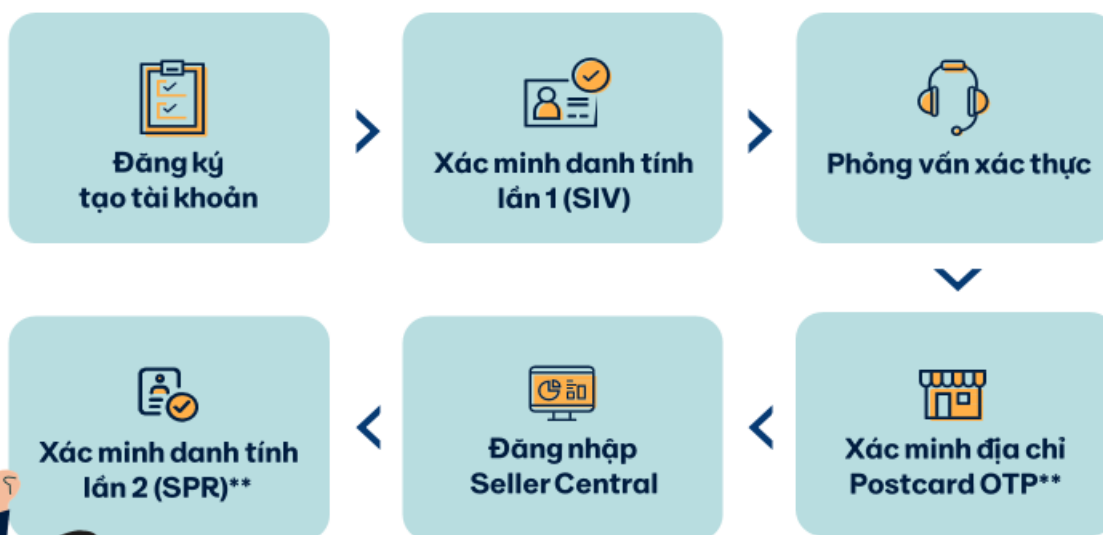 Đăng ký
tạo tài khoản
Xác minh danh tính
lần 1 (SIV)
Phỏng vấn xác thực
Xác minh địa chỉ
Postcard OTP**
Đăng nhập
Seller Central
Xác minh danh tính
lần 2 (SPR)**